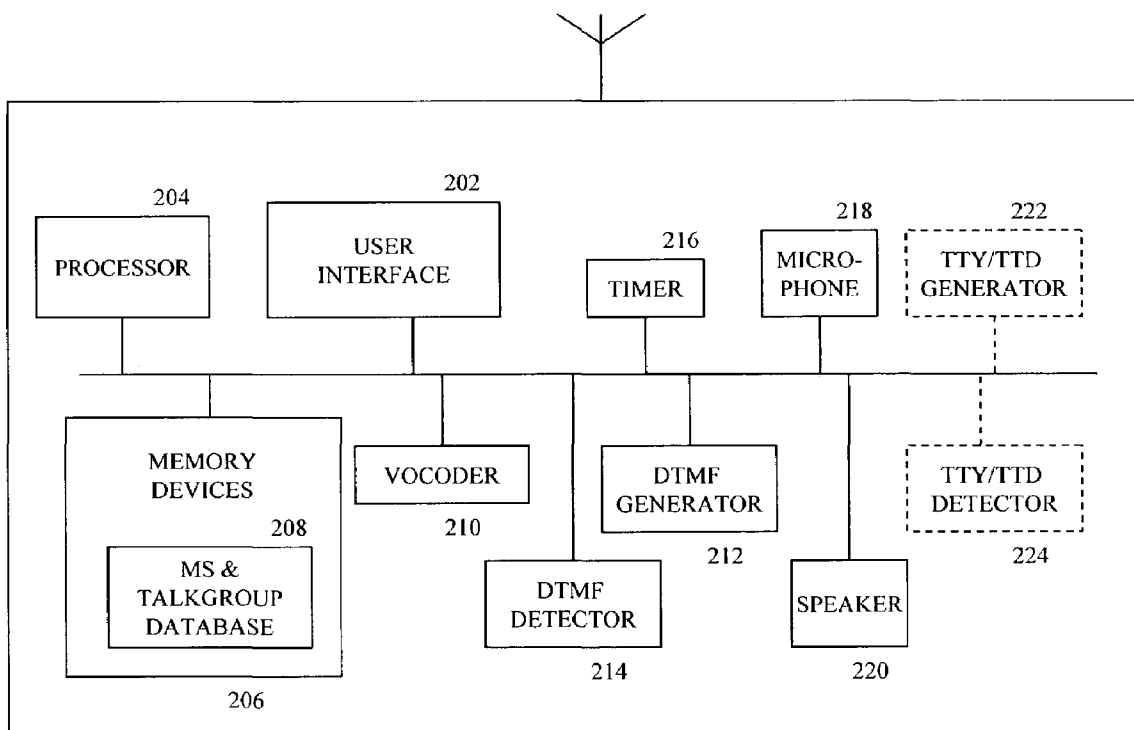 202
204
218
222
USER
INTERFACE
216
PROCESSOR
MICRO-
PHONE
TTY/TTD
GENERATOR
TIMER
MEMORY
DEVICES
VOCODER
DTMF
GENERATOR
TTY/TTD
DETECTOR
208
210
212
224
MS &
TALKGROUP
DATABASE
DTMF
DETECTOR
SPEAKER
206
214
220